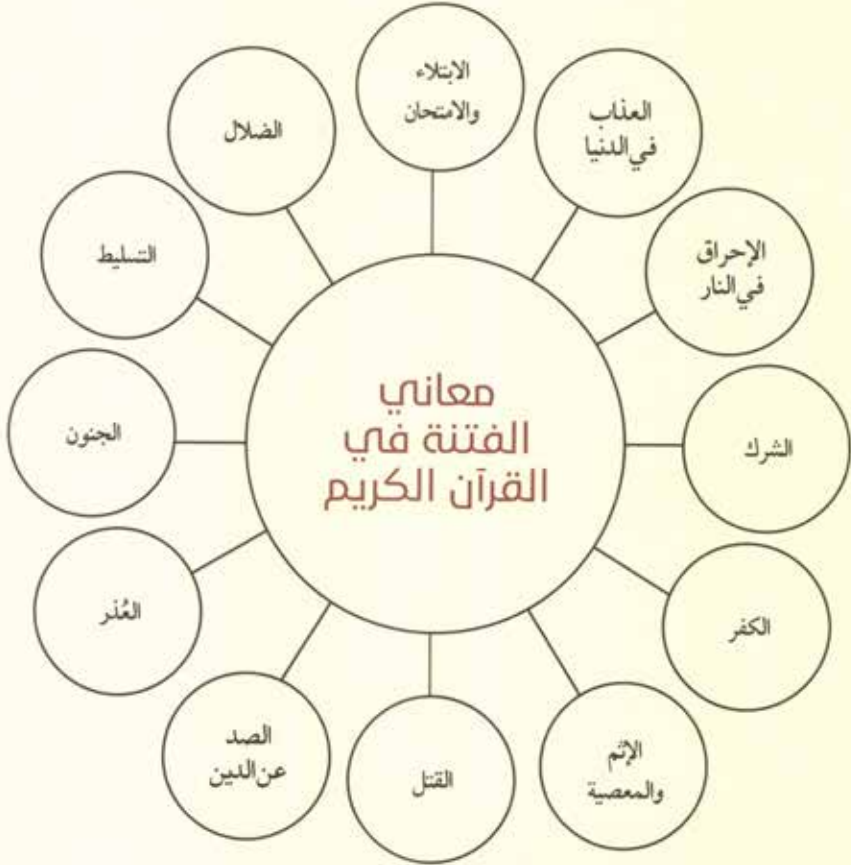 معاني
الفتنة في
القرآن الكريم
الابتلاء
والامتحان
العذاب
في الدنيا
الإحراق
في النار
الشرك
الكفر
الإثم
والمعصية
القتل
الصد
عن الدين
العُذر
الجنون
التسليط
الضلال